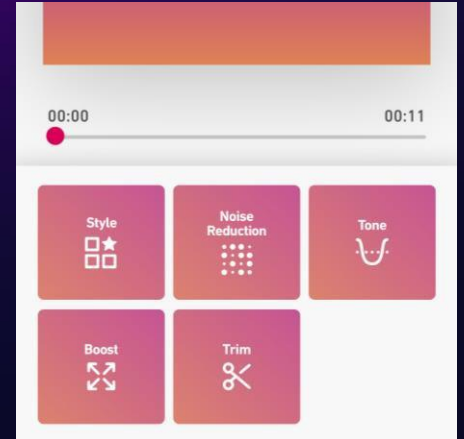 00:00 00:11
Style
Noise
Reduction
Tone
Boost
Trim